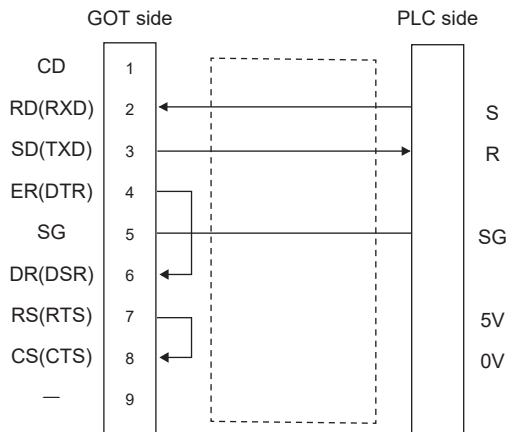 GOT side PLC side
CD 1
RD(RXD) 2 S
SD(TXD) 3 R
ER(DTR) 4
SG 5 SG
DR(DSR) 6
RS(RTS) 7 5V
CS(CTS) 8 0V
— 9